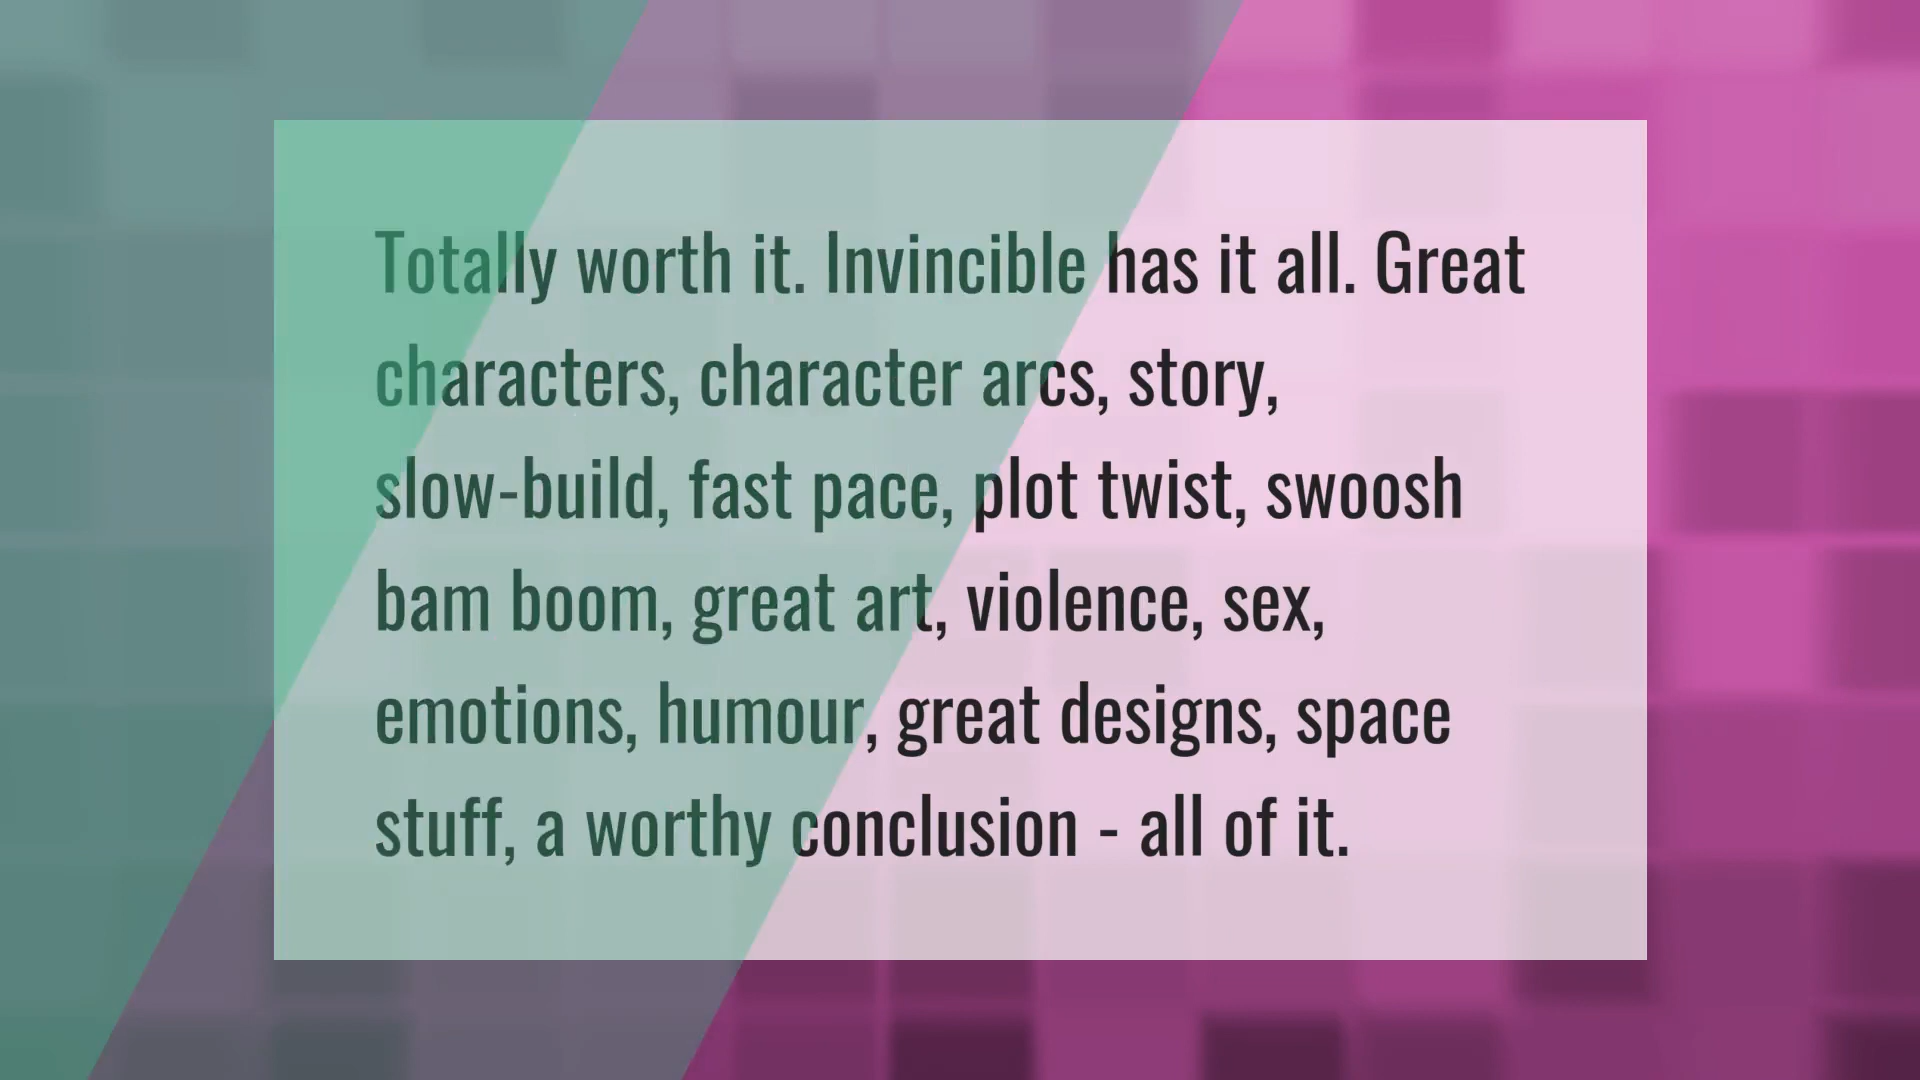 Totally worth it. Invincible has it all. Great
characters, character arcs, story,
slow-build, fast pace, plot twist, swoosh
bam boom, great art, violence, sex,
emotions, humour, great designs, space
stuff, a worthy conclusion - all of it.